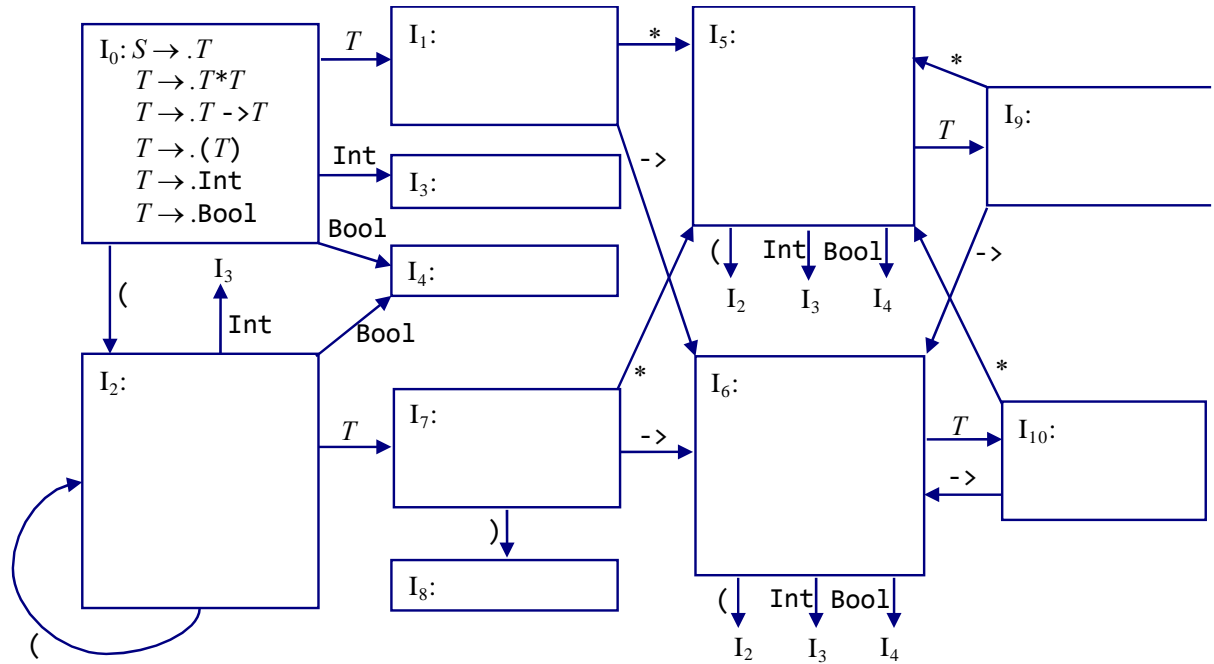 I₀: S → .T
T → .T*T
T → .T ->T
T → .(T)
T → .Int
T → .Bool
T
I₁:
*
I₅:
*
I₉:
T
Int
I₃:
->
Bool
I₄:
(
I₃
Int
Bool
(
Int
Bool
I₂
I₃
I₄
->
I₂:
T
I₇:
*
->
I₆:
*
T
I₁₀:
->
)
I₈:
(
(
Int
Bool
I₂
I₃
I₄